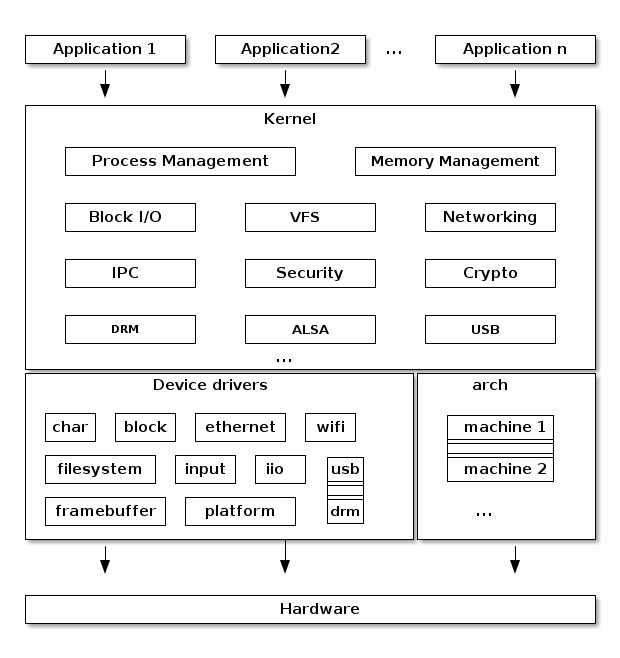 Application 1 Application2 ... Application n
Kernel
Process Management Memory Management
Block I/O VFS Networking
IPC Security Crypto
DRM ALSA USB
...
Device drivers arch
char block ethernet wifi machine 1
filesystem input iio usb machine 2
framebuffer platform drm ...
Hardware